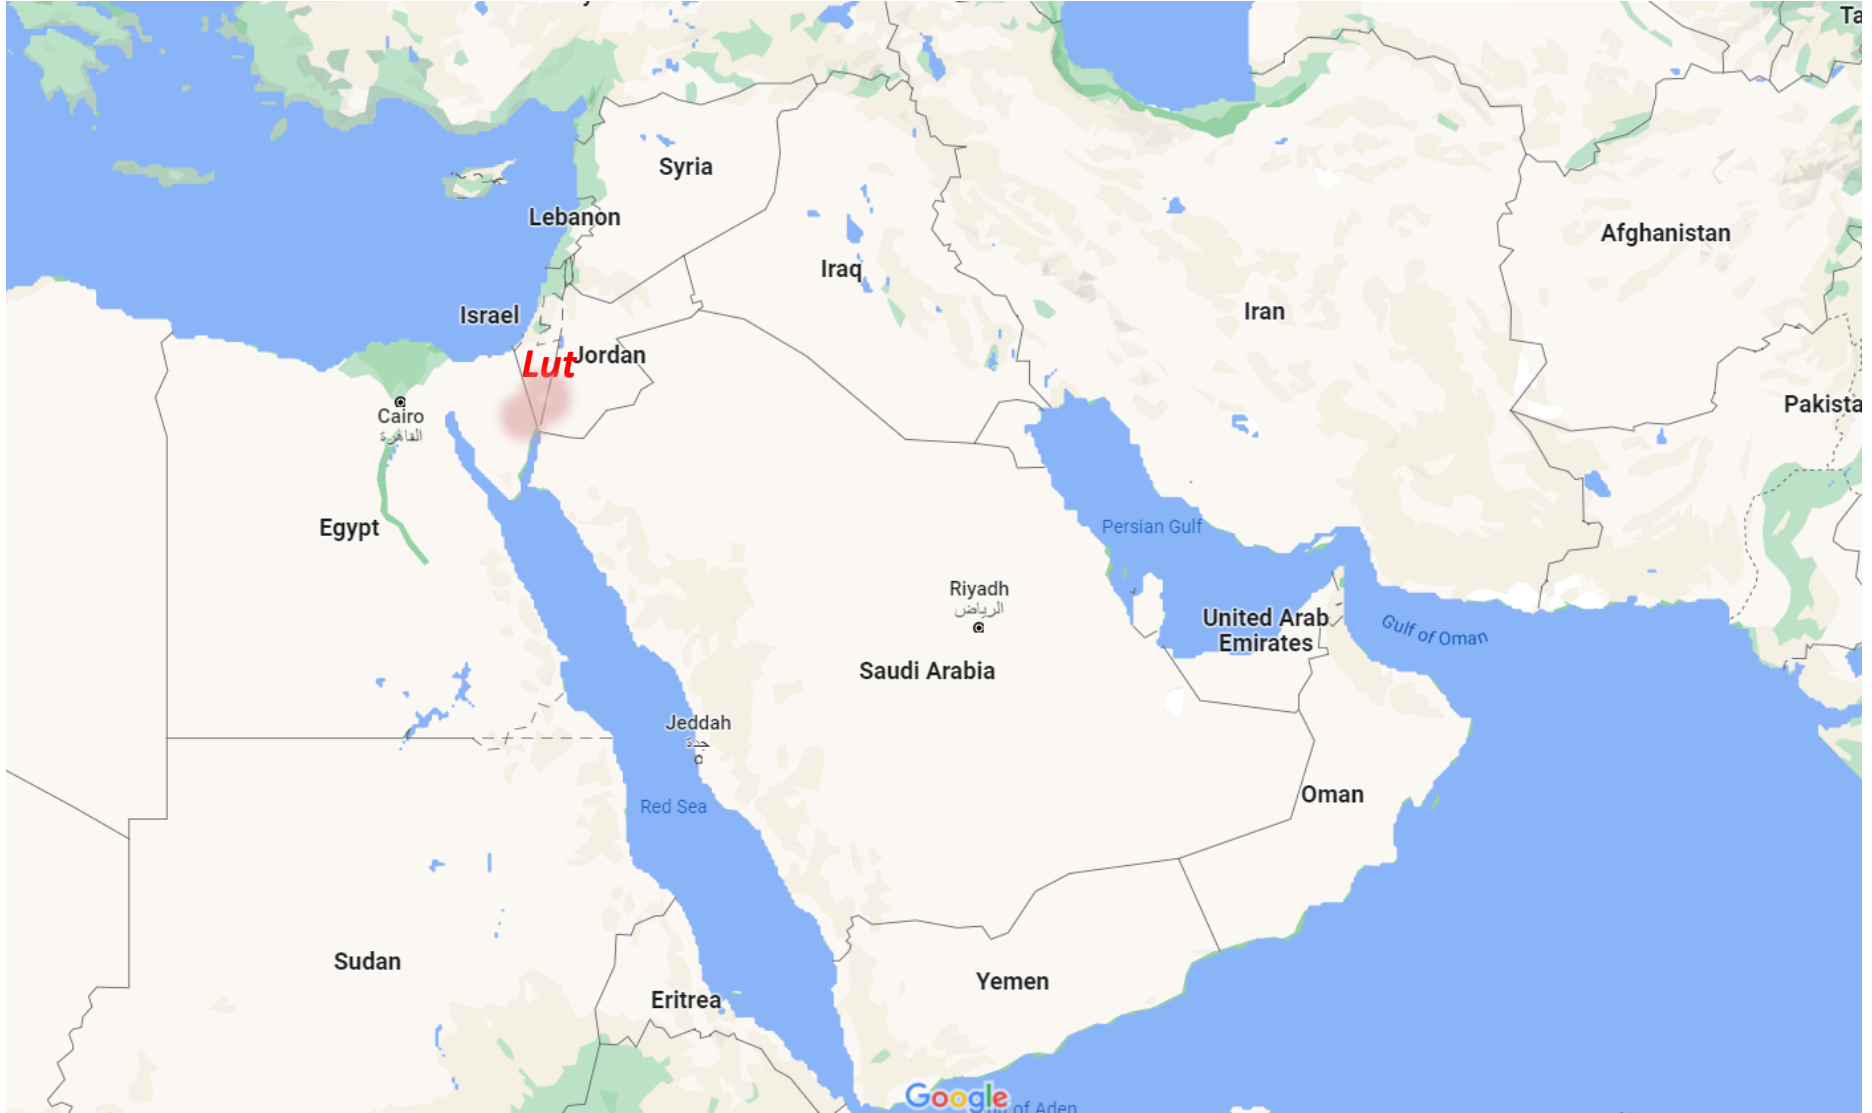 Ta
Syria
Lebanon
Afghanistan
Iraq
Israel
Iran
Lut
Jordan
Cairo
القاهرة
Pakista
Egypt
Persian Gulf
Riyadh
الرياض
United Arab
Emirates
Gulf of Oman
Saudi Arabia
Jeddah
جدة
Oman
Red Sea
Sudan
Yemen
Eritrea
Google
of Aden